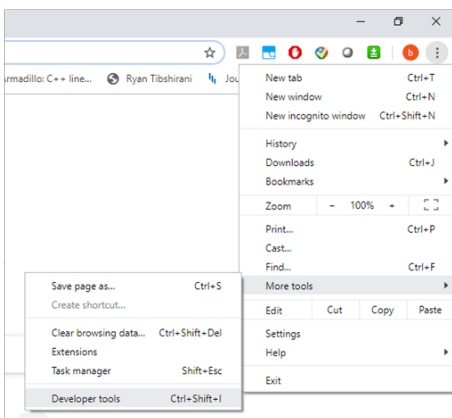 b
rmadillo: C++ line... Ryan Tibshirani Jou
New tab Ctrl+T
New window Ctrl+N
New incognito window Ctrl+Shift+N
History
Downloads Ctrl+J
Bookmarks
Zoom - 100% +
Print... Ctrl+P
Cast...
Find... Ctrl+F
More tools
Edit Cut Copy Paste
Settings
Help
Exit
Save page as... Ctrl+S
Create shortcut...
Clear browsing data... Ctrl+Shift+Del
Extensions
Task manager Shift+Esc
Developer tools Ctrl+Shift+I